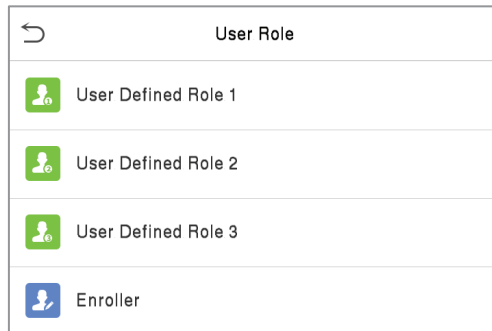 User Role
User Defined Role 1
User Defined Role 2
User Defined Role 3
Enroller